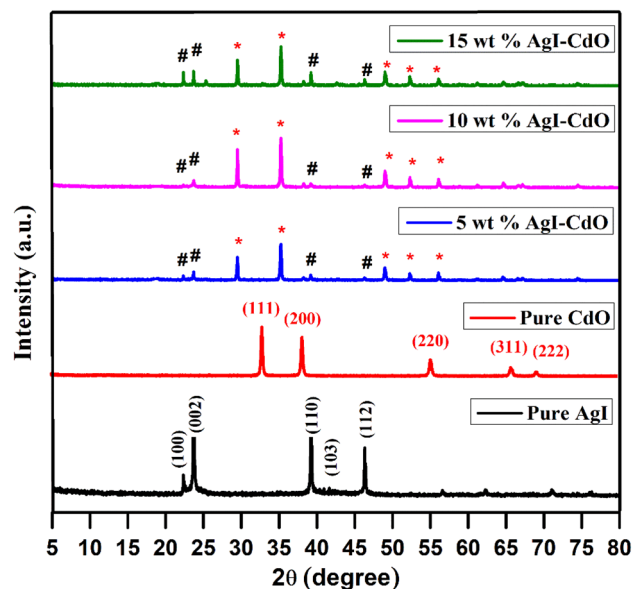 # # * * # # * * *
15 wt % AgI-CdO
# # * * # # * * *
10 wt % AgI-CdO
# # * * # # * * *
5 wt % AgI-CdO
(111) (200) (220) (311) (222)
Pure CdO
(100) (002) (110) (103) (112)
Pure AgI
Intensity (a.u.)
5 10 15 20 25 30 35 40 45 50 55 60 65 70 75 80
2θ (degree)